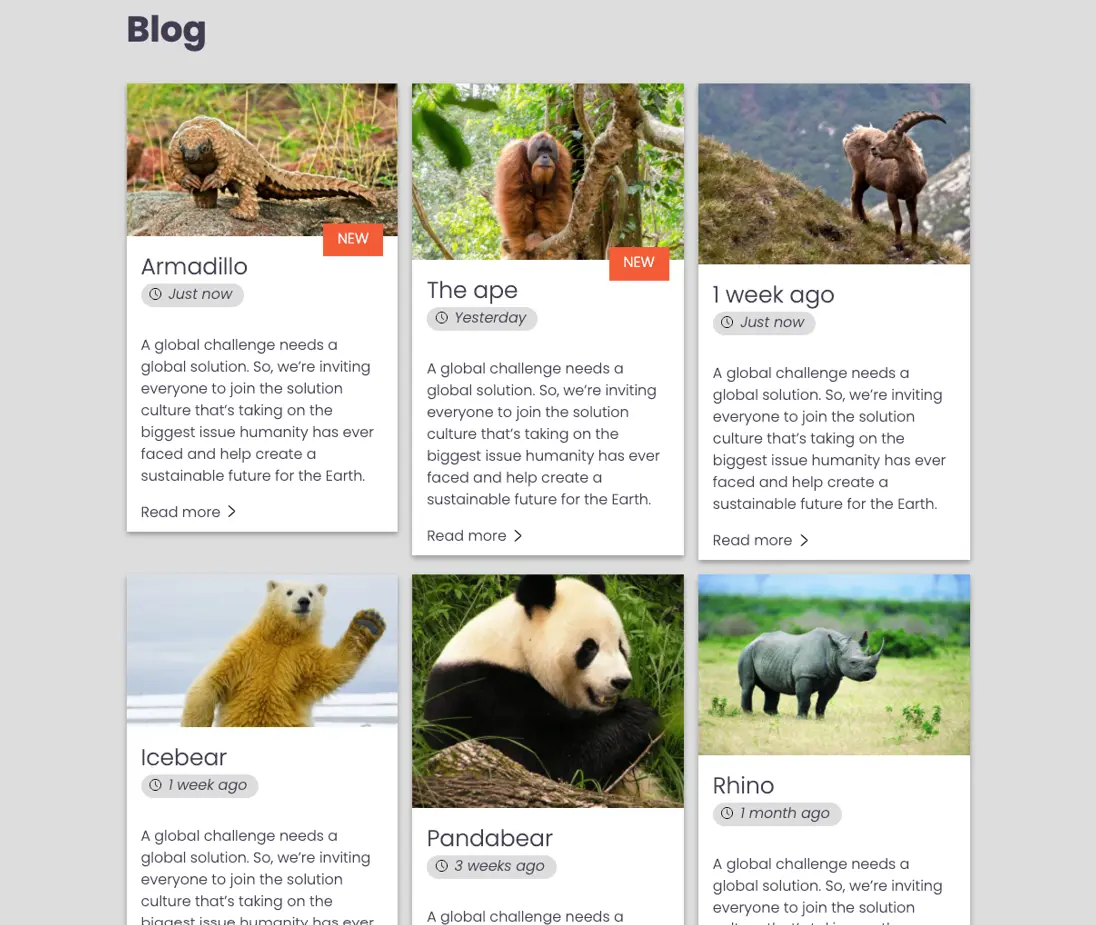 Blog
NEW
Armadillo
Just now
A global challenge needs a
global solution. So, we’re inviting
everyone to join the solution
culture that’s taking on the
biggest issue humanity has ever
faced and help create a
sustainable future for the Earth.
Read more
NEW
The ape
Yesterday
A global challenge needs a
global solution. So, we’re inviting
everyone to join the solution
culture that’s taking on the
biggest issue humanity has ever
faced and help create a
sustainable future for the Earth.
Read more
1 week ago
Just now
A global challenge needs a
global solution. So, we’re inviting
everyone to join the solution
culture that’s taking on the
biggest issue humanity has ever
faced and help create a
sustainable future for the Earth.
Read more
Icebear
1 week ago
A global challenge needs a
global solution. So, we’re inviting
everyone to join the solution
culture that’s taking on the
biggest issue humanity has ever
Pandabear
3 weeks ago
A global challenge needs a
Rhino
1 month ago
A global challenge needs a
global solution. So, we’re inviting
everyone to join the solution